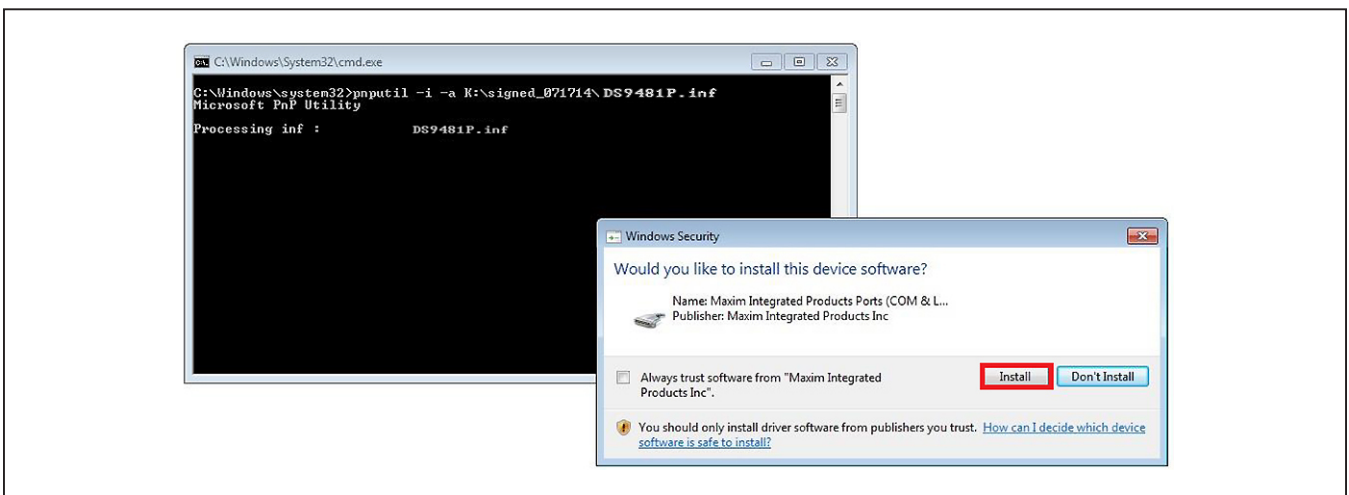 C:\Windows\System32\cmd.exe
C:\Windows\system32>pnputil -i -a K:\signed_071714\DS9481P.inf
Microsoft PnP Utility
Processing inf : DS9481P.inf
Windows Security
Would you like to install this device software?
Name: Maxim Integrated Products Ports (COM & L...
Publisher: Maxim Integrated Products Inc
Always trust software from "Maxim Integrated
Products Inc".
Install Don't Install
You should only install driver software from publishers you trust. How can I decide which device
software is safe to install?